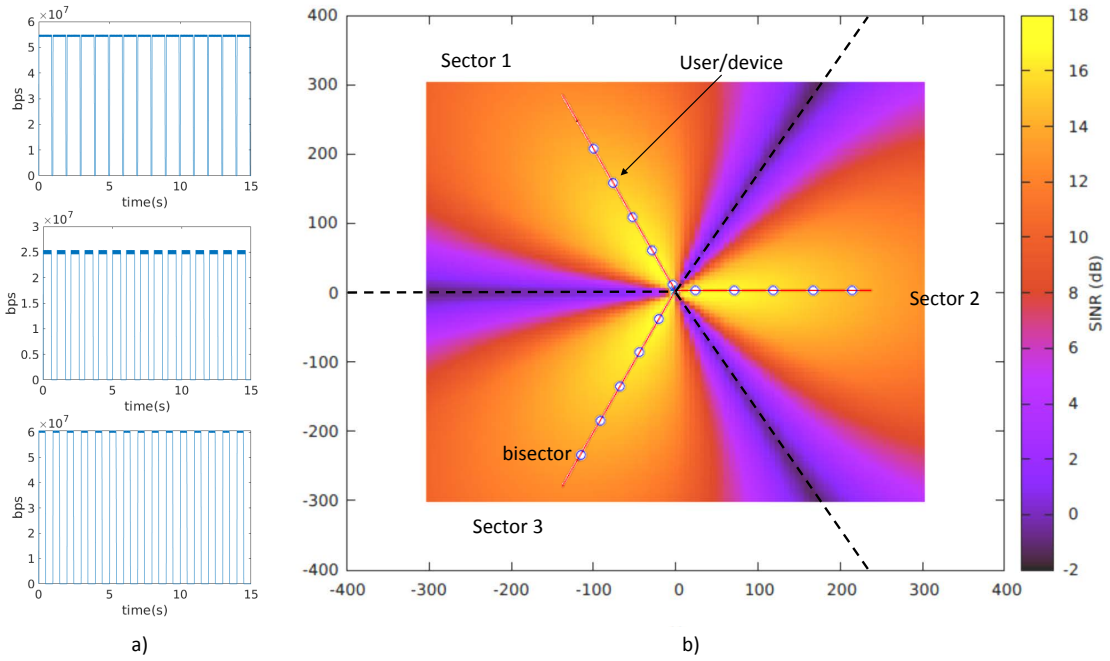 ×10^7
6
5
4
3
2
1
0
bps
0 5 10 15
time(s)
×10^7
3
2.5
2
1.5
1
0.5
0
bps
0 5 10 15
time(s)
×10^7
6
5
4
3
2
1
0
bps
0 5 10 15
time(s)
a)
400
300
200
100
0
-100
-200
-300
-400
-400 -300 -200 -100 0 100 200 300 400
Sector 1
User/device
Sector 2
bisector
Sector 3
b)
18
16
14
12
10
8
6
4
2
0
-2
SINR (dB)